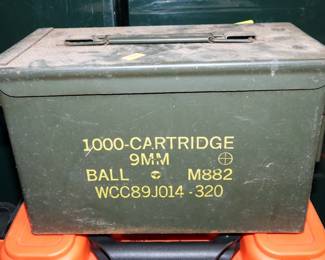 1000-CARTRIDGE
9MM
BALL M882
WCC89J014-320